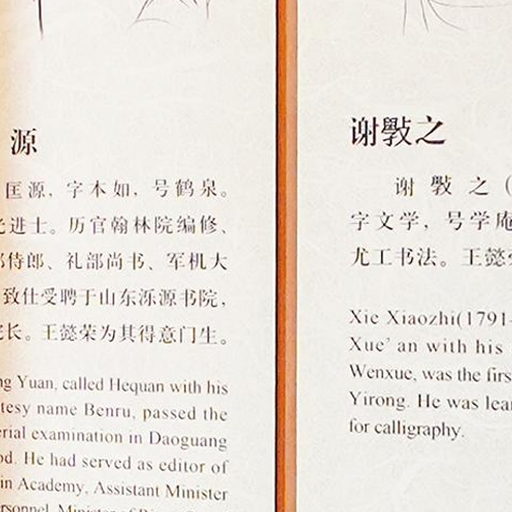 源
匡源，字本如，号鹤泉。
进士。历官翰林院编修、
侍郎、礼部尚书、军机大
致仕受聘于山东泺源书院，
长。王懿荣为其得意门生。
Yuan, called Hequan with his
name Benru, passed the
examination in Daoguang
He had served as editor of
in Academy, Assistant Minister
谢斅之
谢斅之（
字文学，号学庵
尤工书法。王懿荣
Xie Xiaozhi(1791-
Xue' an with his
Wenxue, was the firs
Yirong. He was lear
for calligraphy.